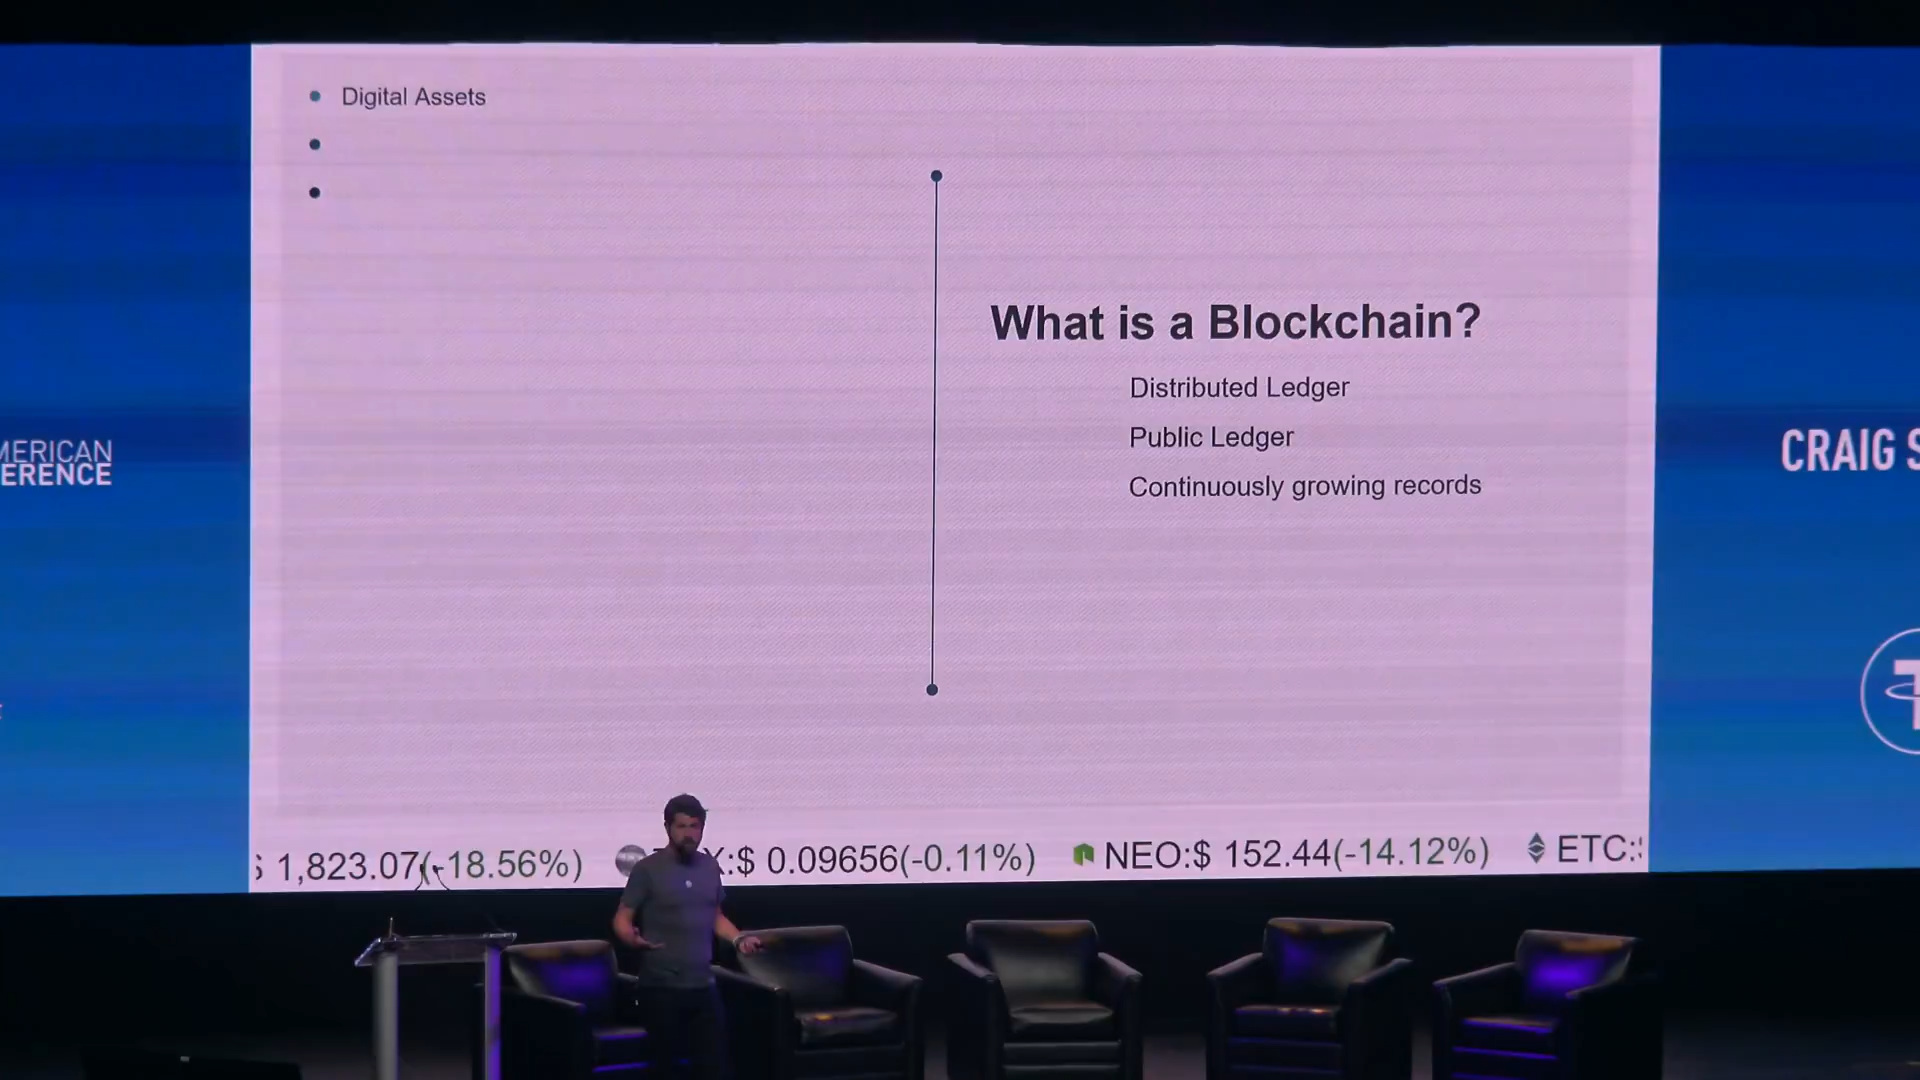 Digital Assets
What is a Blockchain?
Distributed Ledger
Public Ledger
Continuously growing records
MERICAN
ERENCE
CRAIG S
$ 1,823.07(-18.56%) X:$ 0.09656(-0.11%) NEO:$ 152.44(-14.12%) ETC: